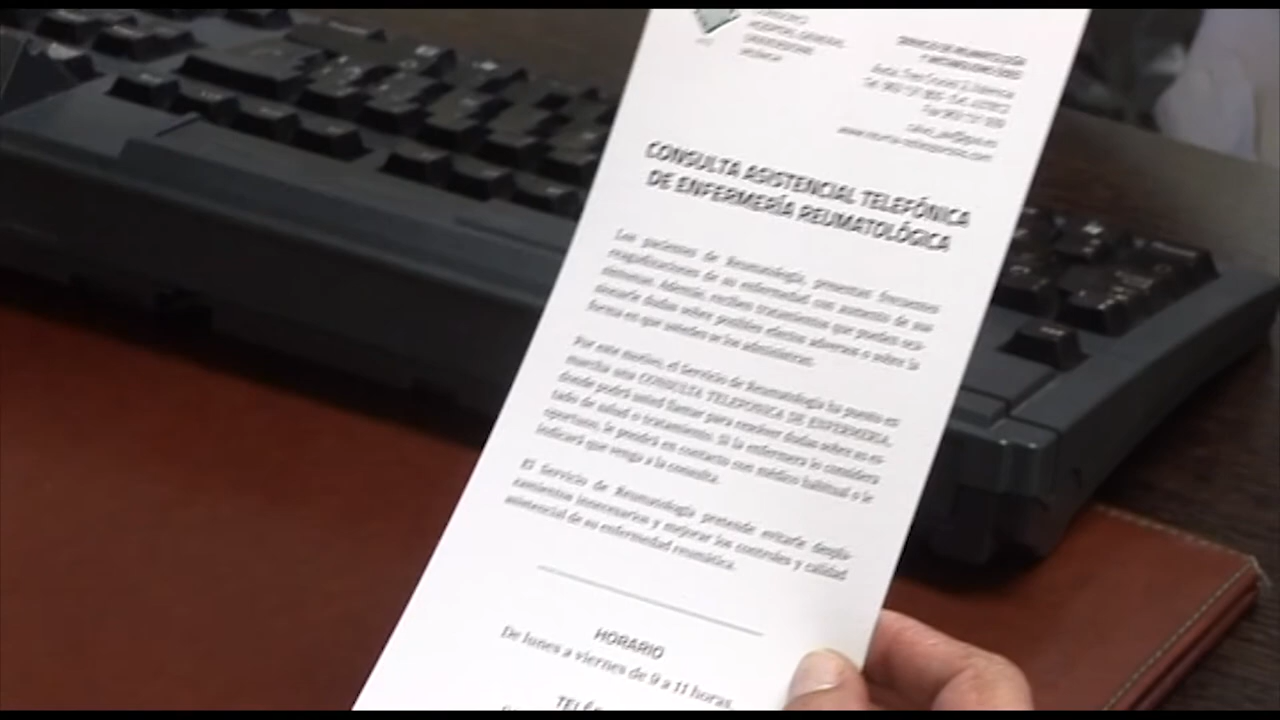 CONSULTA ASISTENCIAL TELEFÓNICA
DE ENFERMERÍA REUMATOLÓGICA
Los pacientes de Reumatología, presentan frecuentes
reagudizaciones de su enfermedad con aumento de sus
síntomas. Además, reciben tratamientos que pueden oca-
sionarle dudas sobre posibles efectos adversos o sobre la
forma en que ustedes se los administran.
Por este motivo, el Servicio de Reumatología ha puesto en
marcha una CONSULTA TELEFONICA DE ENFERMERIA,
donde podrá usted llamar para resolver dudas sobre su es-
tado de salud o tratamiento. Si la enfermera lo considera
oportuno, le pondrá en contacto con médico habitual o le
indicará que venga a la consulta.
El Servicio de Reumatología pretende evitarle despla-
zamientos innecesarios y mejorar los controles y calidad
asistencial de su enfermedad reumática.
HORARIO
De lunes a viernes de 9 a 11 horas.